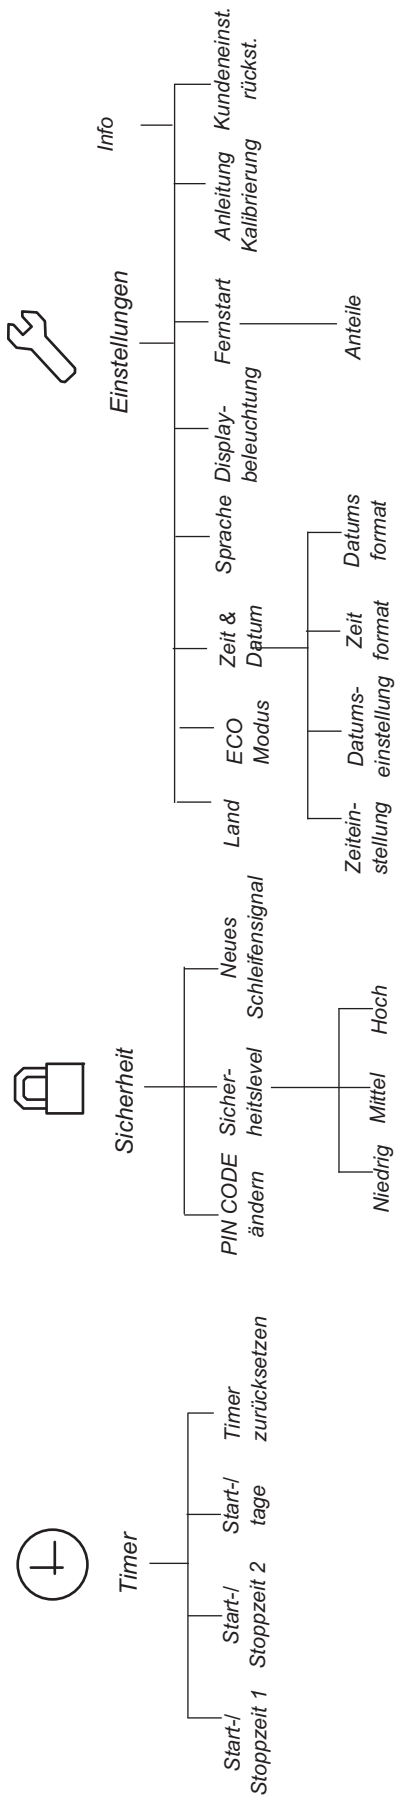 Timer
Start-/
Stoppzeit 1
Start-/
Stoppzeit 2
Start-/
tage
Timer
zurücksetzen
Sicherheit
PIN CODE
ändern
Sicher-
heitslevel
Niedrig
Mittel
Hoch
Neues
Schleifensignal
Einstellungen
Info
Land
ECO
Modus
Zeit &
Datum
Zeitein-
stellung
Datums-
einstellung
Zeit
format
Datums
format
Sprache
Display-
beleuchtung
Fernstart
Anteile
Anleitung
Kalibrierung
Kundeneinst.
rückst.